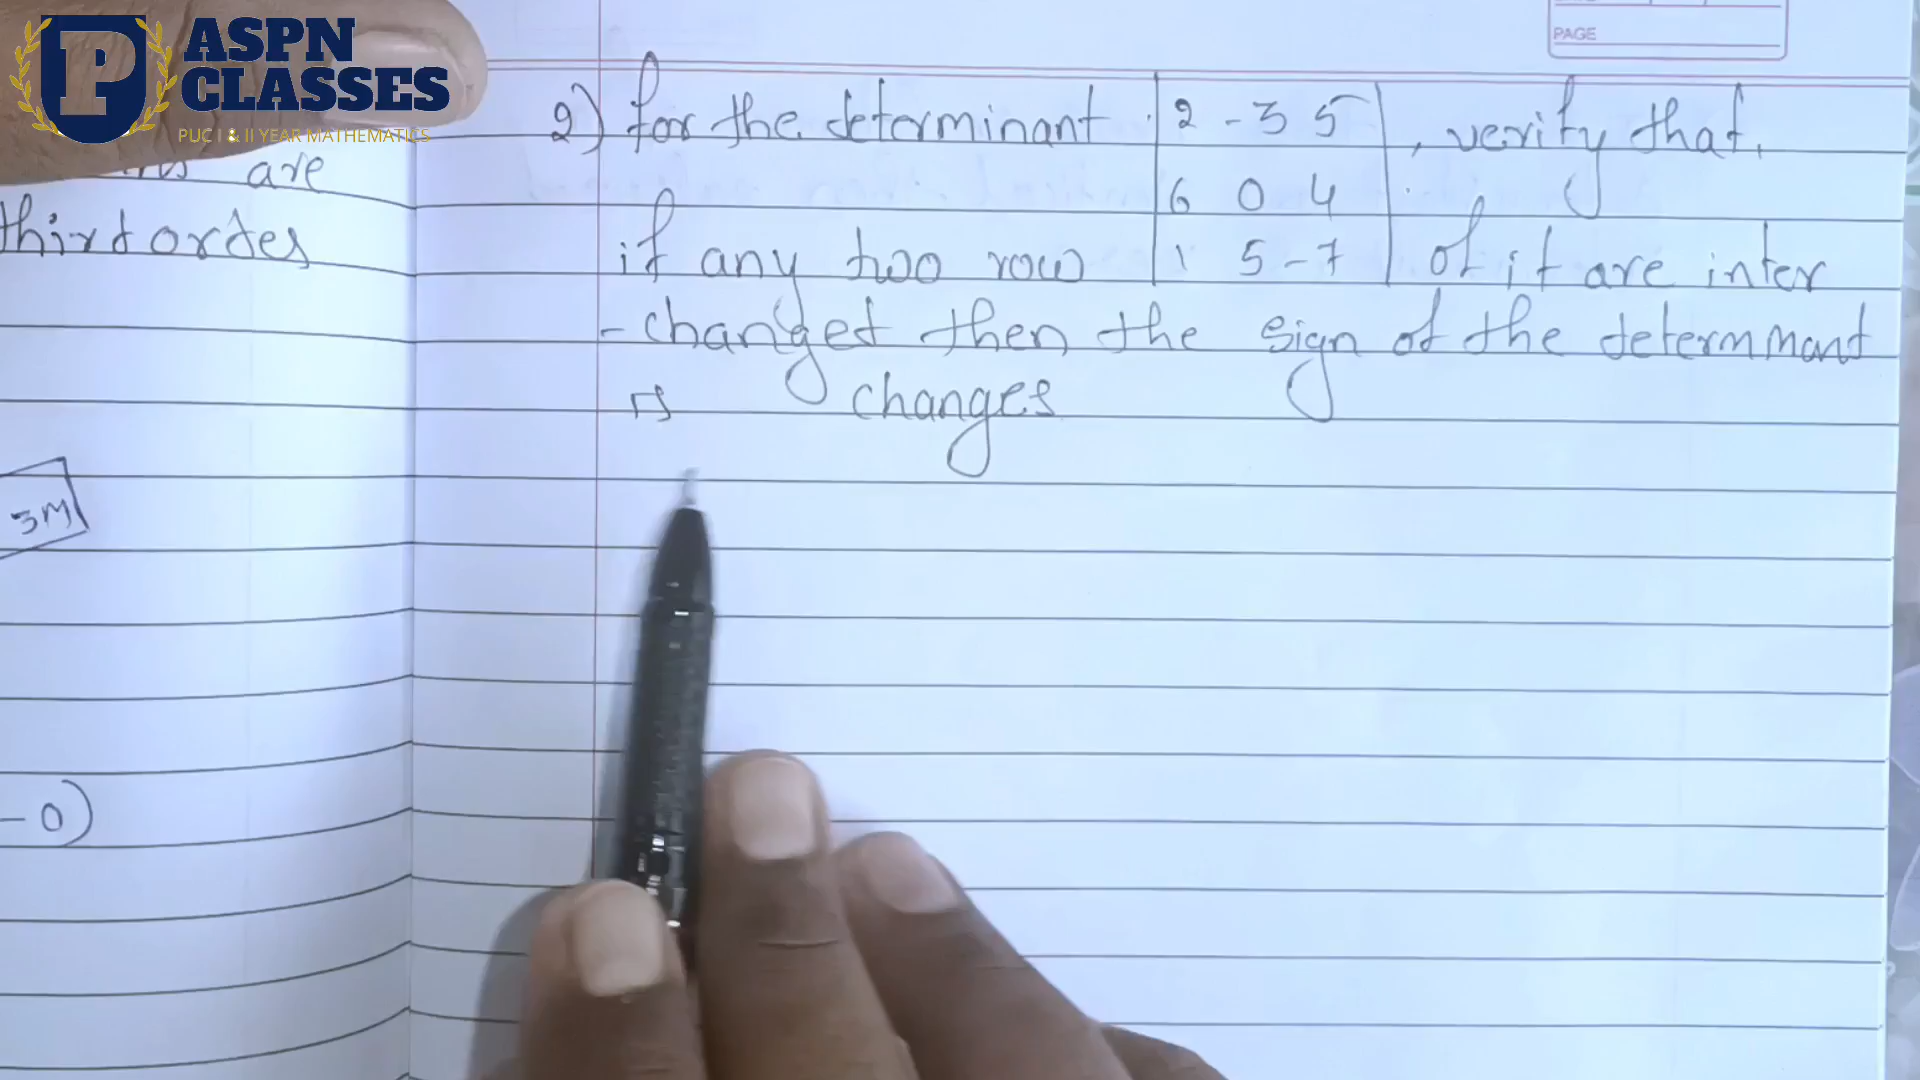 ASPN
CLASSES
PUC I & II YEAR MATHEMATICS
PAGE
are
third order
3M
- 0)
2) for the determinant | 2 -3 5 | , verify that,
| 6 0 4 |
if any two row | 1 5 -7 | of it are inter
-changed then the sign of the determinant
is changes